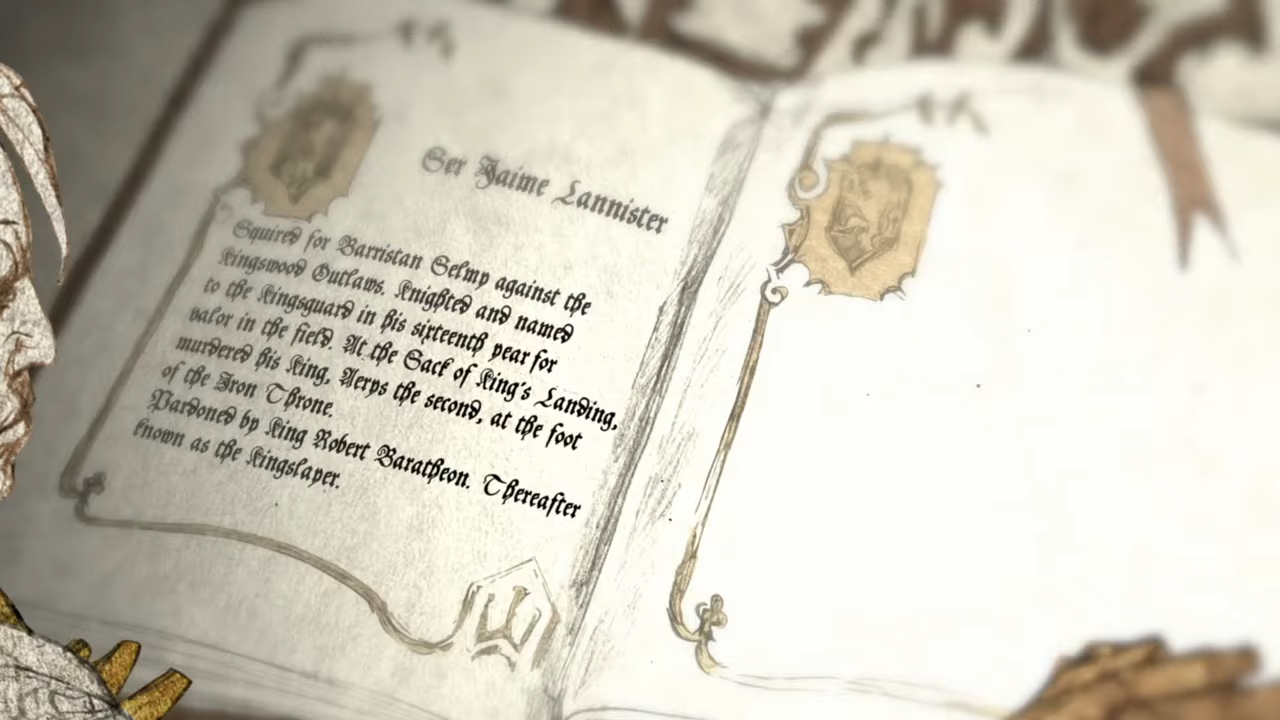 Ser Jaime Lannister
Squired for Barristan Selmy against the
Kingswood Outlaws. Knighted and named
to the Kingsguard in his sixteenth year for
valor in the field. At the Sack of King's Landing,
murdered his King, Aerys the second, at the foot
of the Iron Throne.
Pardoned by King Robert Baratheon. Thereafter
known as the Kingslayer.